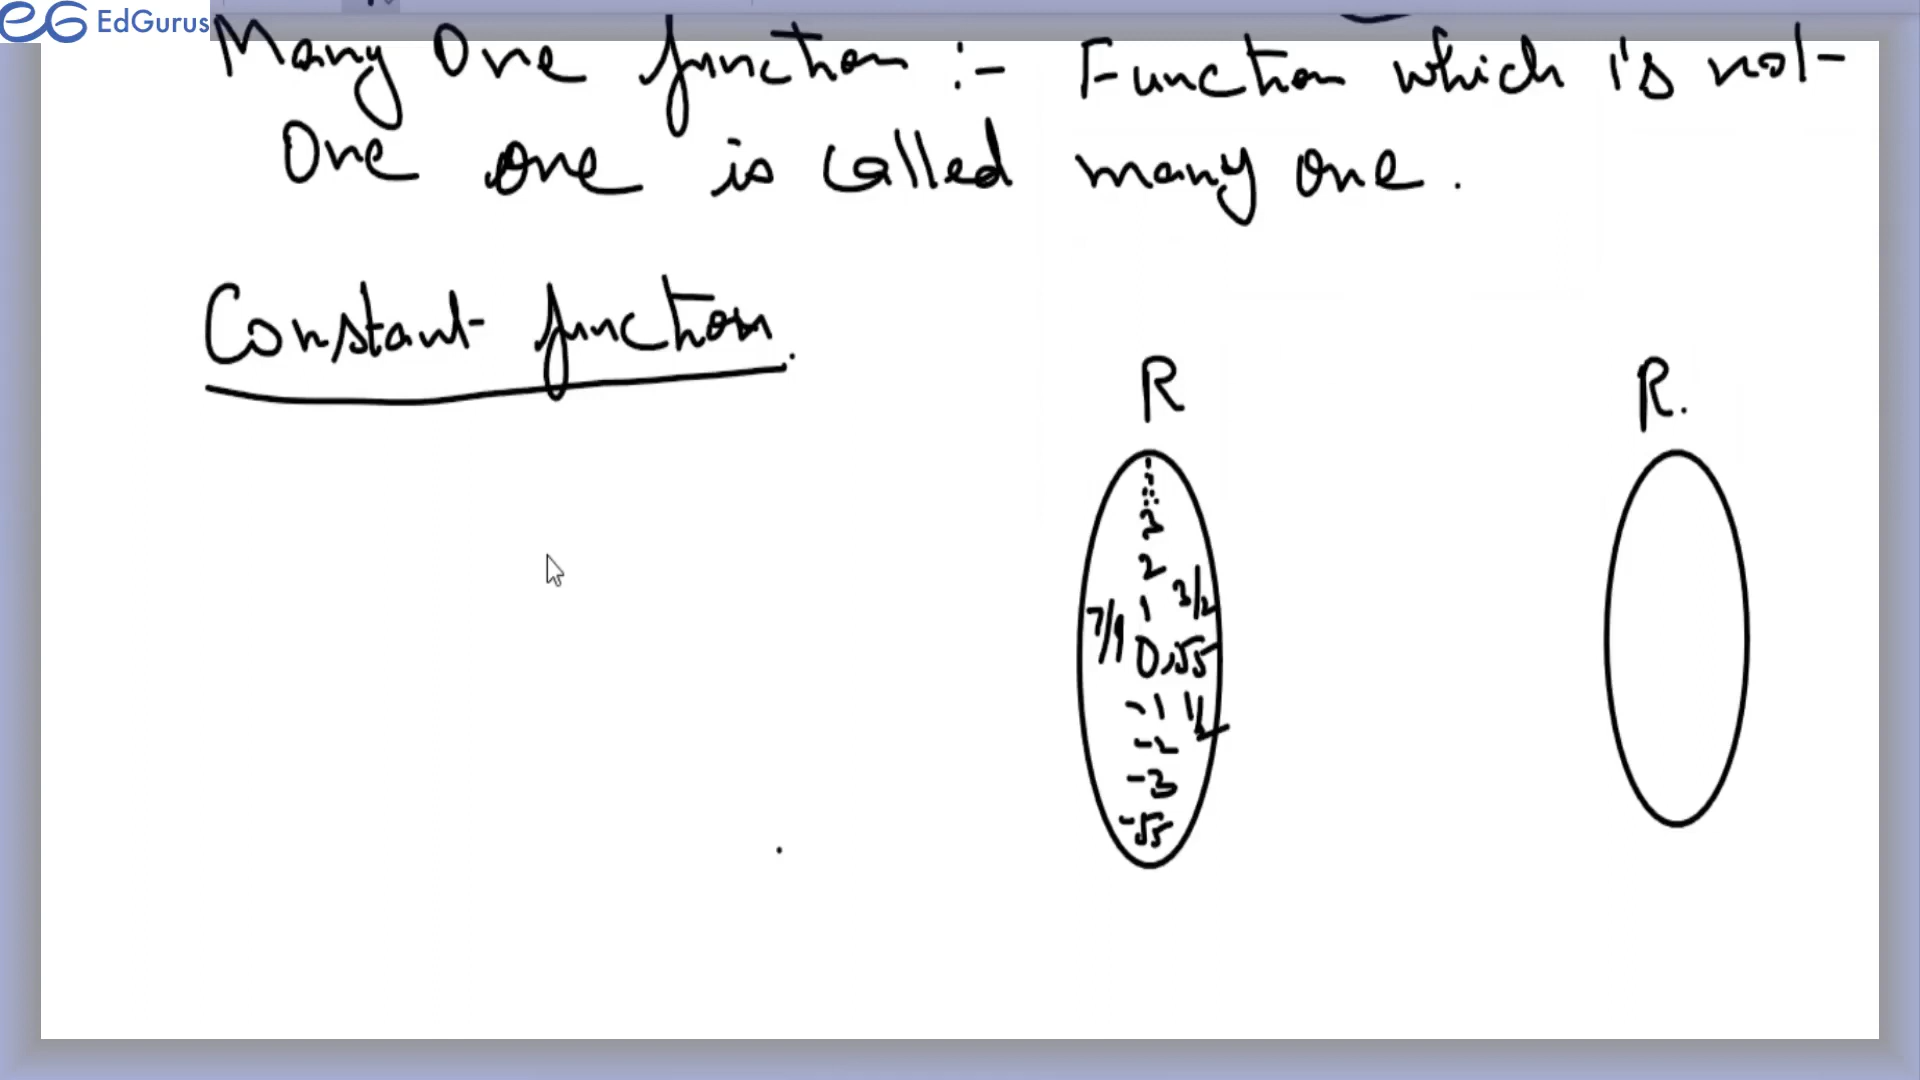 EdGurus
Many One function :- Function which is not
One one is called many one.
Constant function.
R
R.
3
2
1 3/2
7/9
0, √5
-1 1/2
-2
-3
-√5